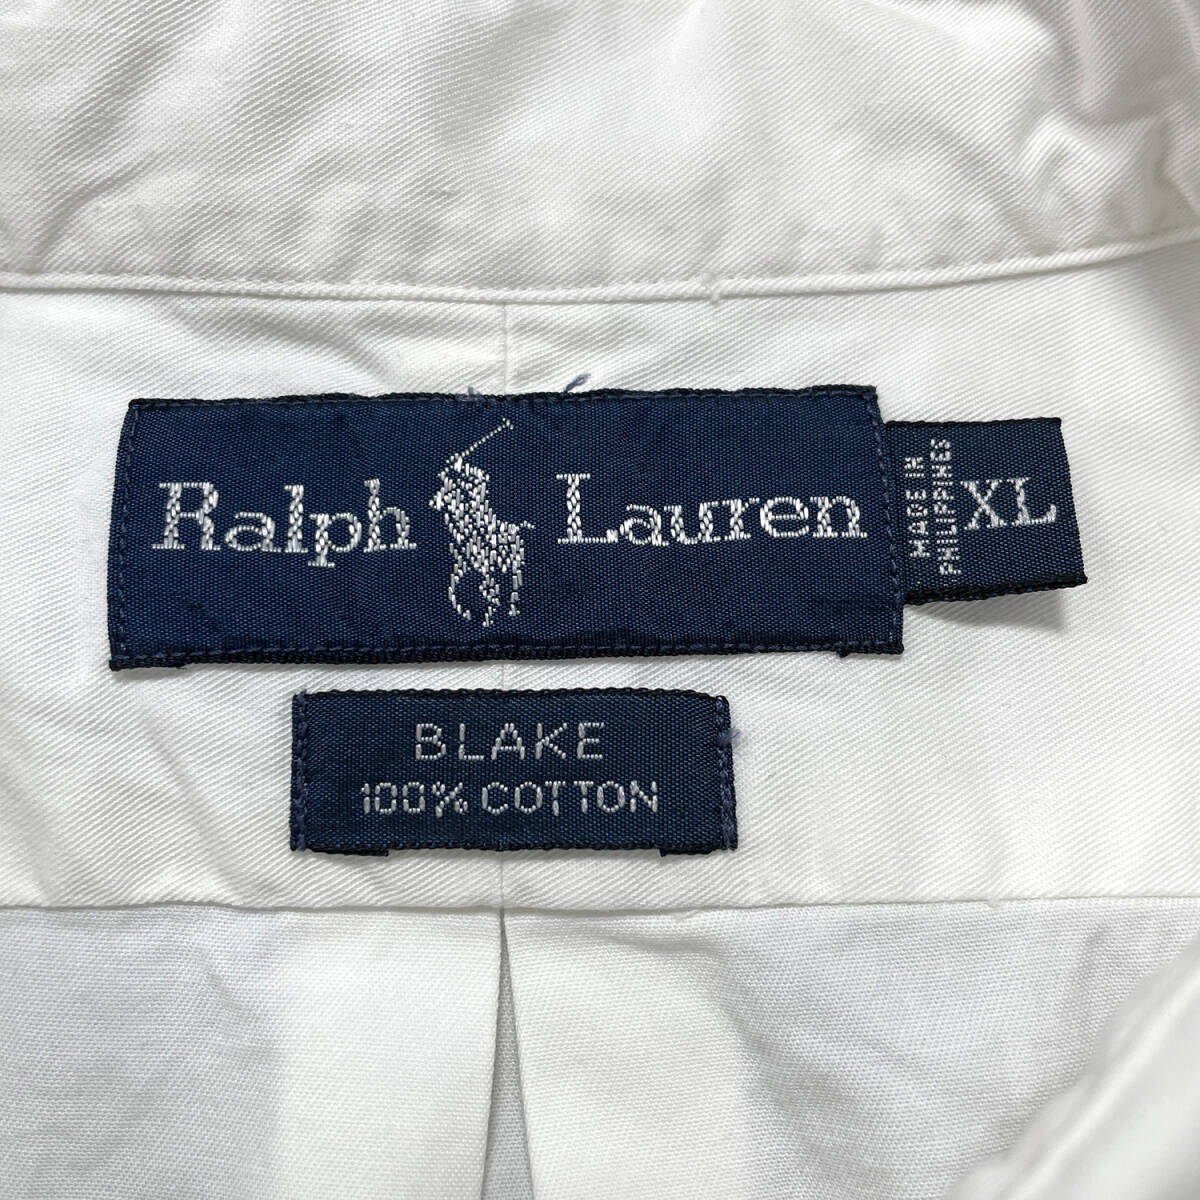 Ralph Lauren
MADE IN
PHILIPPINES
XL
BLAKE
100% COTTON